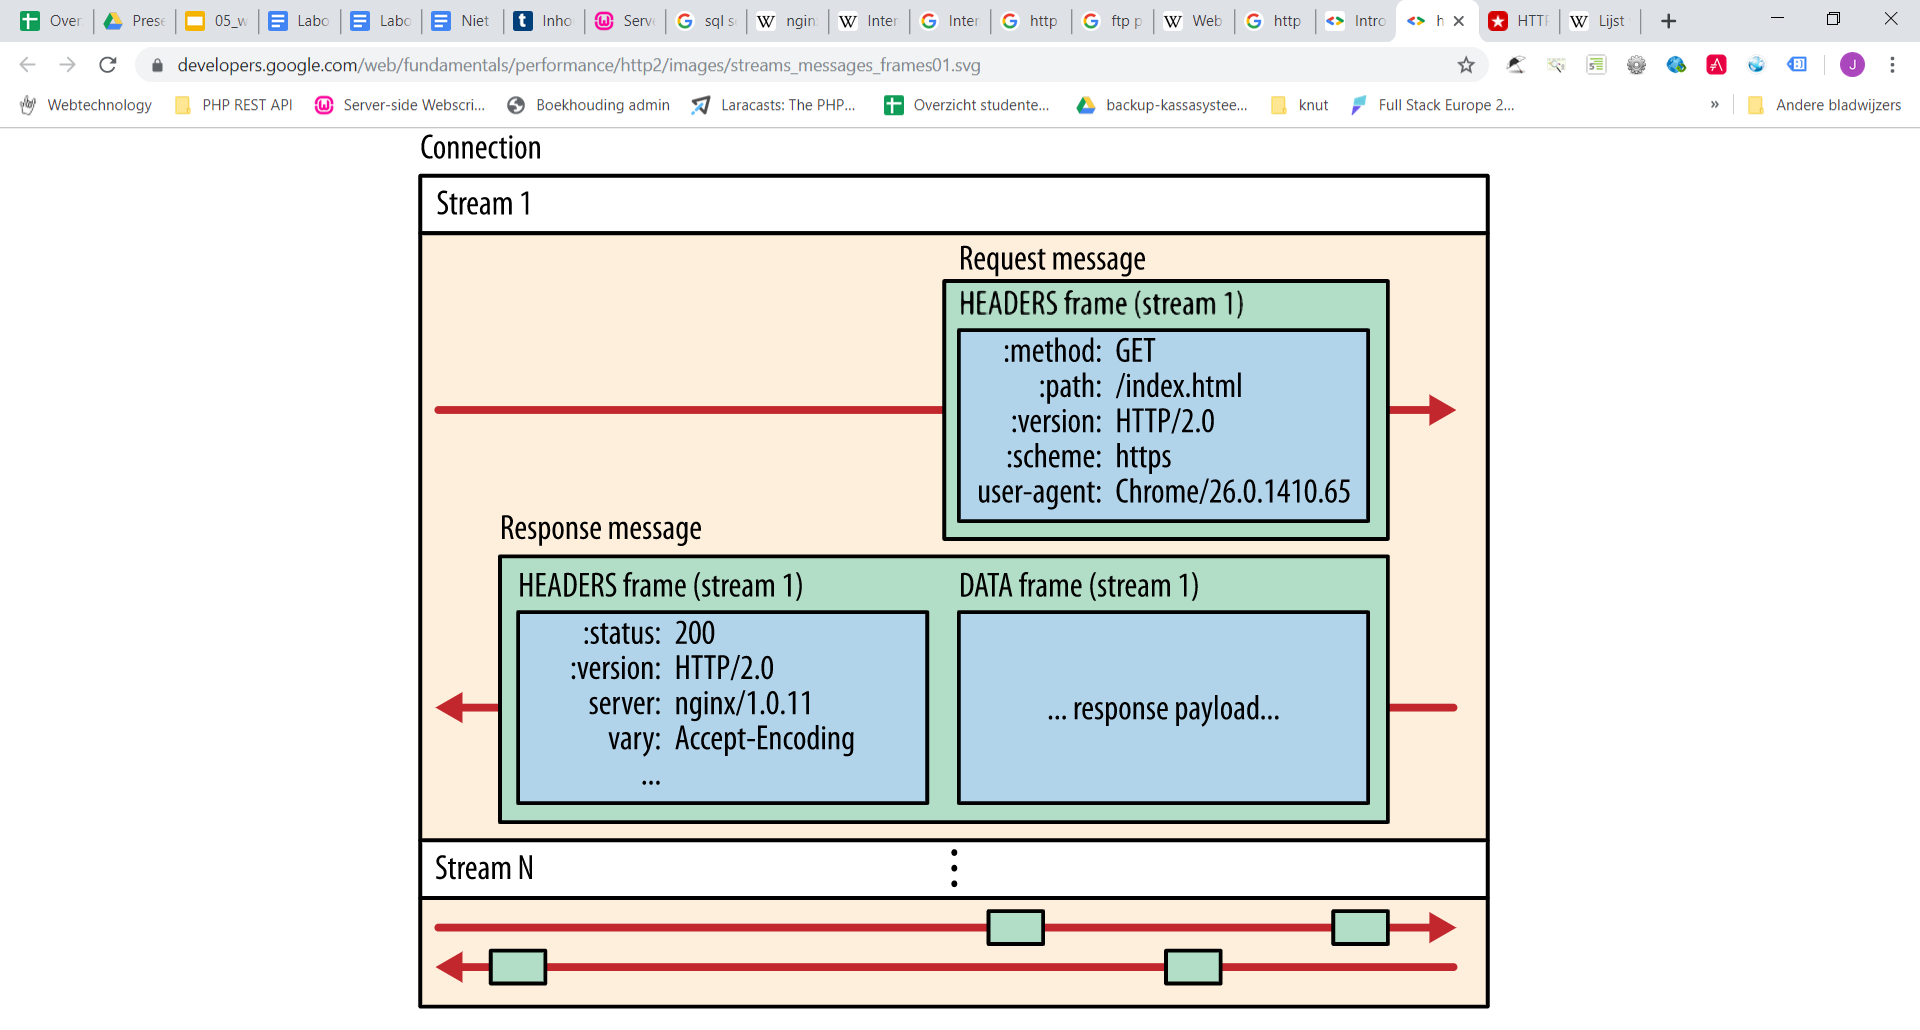 Over
Prese
05_w
Labo
Labo
Niet
Inho
Serve
sql se
nginx
Inter
Inter
http
ftp p
Web
http
Intro
h
HTTP
Lijst
developers.google.com/web/fundamentals/performance/http2/images/streams_messages_frames01.svg
J
Webtechnology
PHP REST API
Server-side Webscri...
Boekhouding admin
Laracasts: The PHP...
Overzicht studente...
backup-kassasystee...
knut
Full Stack Europe 2...
»
Andere bladwijzers
Connection
Stream 1
Request message
HEADERS frame (stream 1)
:method: GET
:path: /index.html
:version: HTTP/2.0
:scheme: https
user-agent: Chrome/26.0.1410.65
Response message
HEADERS frame (stream 1)
:status: 200
:version: HTTP/2.0
server: nginx/1.0.11
vary: Accept-Encoding
...
DATA frame (stream 1)
... response payload...
Stream N